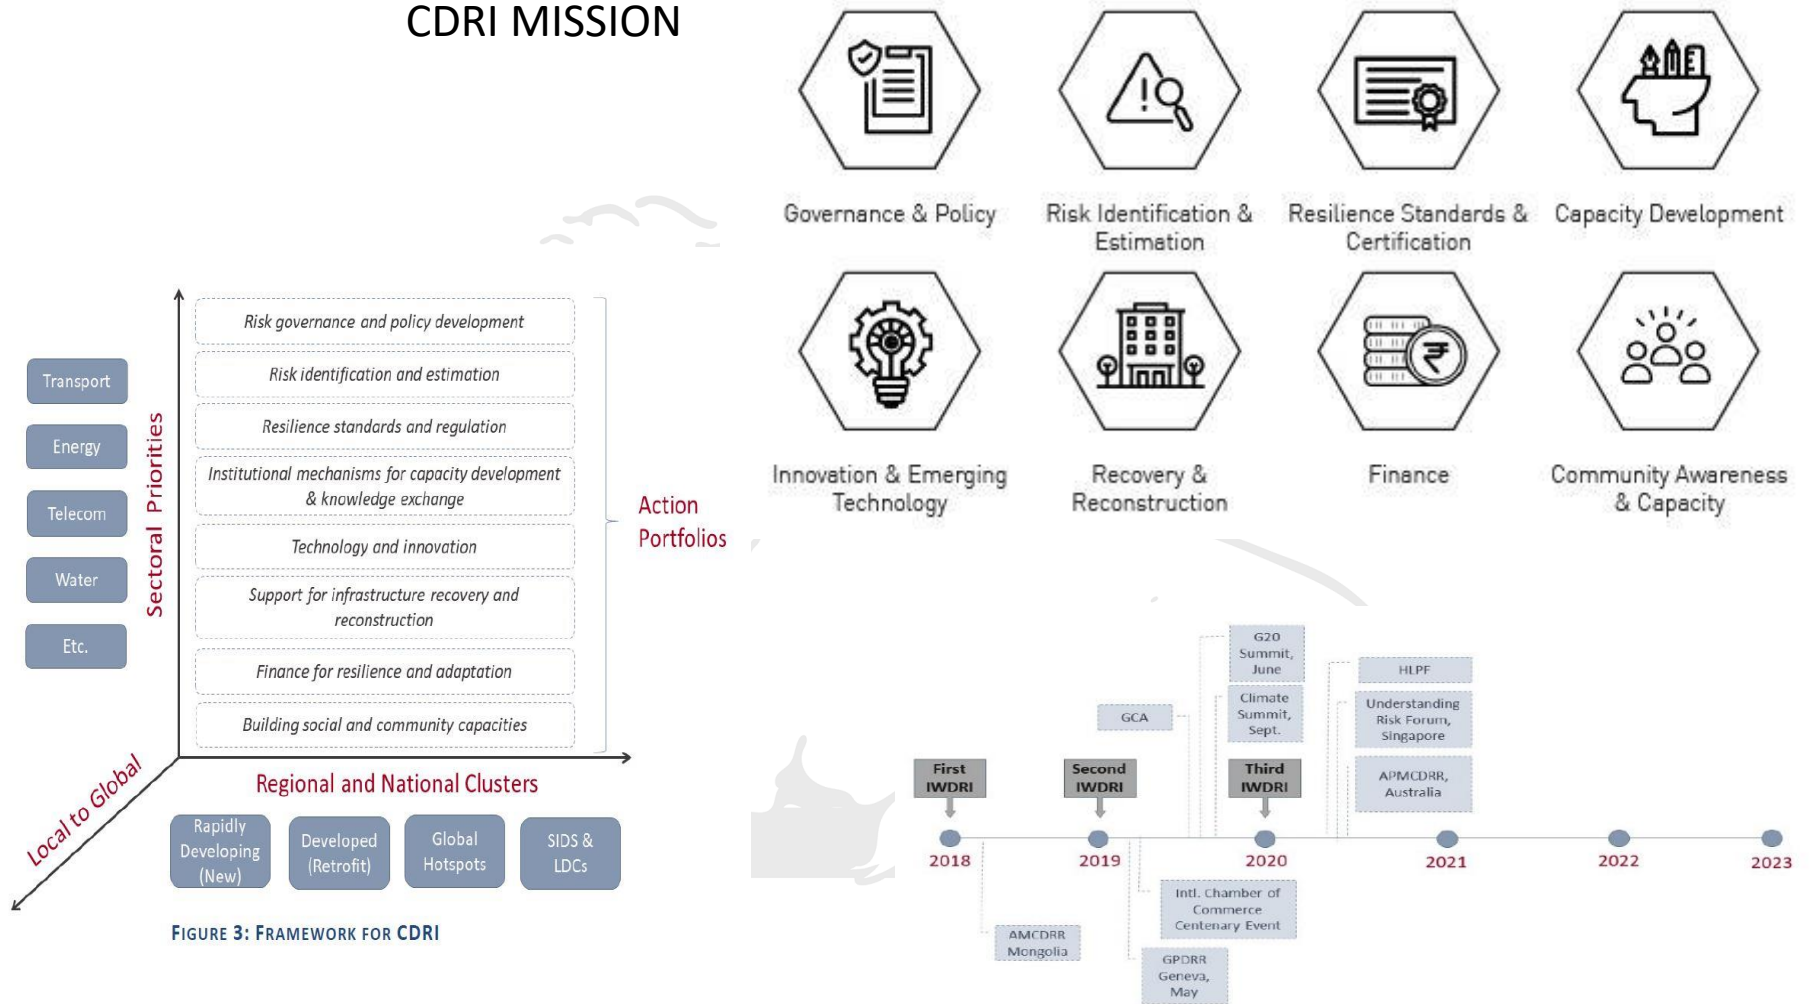 CDRI MISSION
Governance & Policy
Risk Identification &
Estimation
Resilience Standards &
Certification
Capacity Development
Innovation & Emerging
Technology
Recovery &
Reconstruction
Finance
Community Awareness
& Capacity
Sectoral Priorities
Transport
Energy
Telecom
Water
Etc.
Risk governance and policy development
Risk identification and estimation
Resilience standards and regulation
Institutional mechanisms for capacity development
& knowledge exchange
Technology and innovation
Support for infrastructure recovery and
reconstruction
Finance for resilience and adaptation
Building social and community capacities
Action
Portfolios
Local to Global
Regional and National Clusters
Rapidly
Developing
(New)
Developed
(Retrofit)
Global
Hotspots
SIDS &
LDCs
FIGURE 3: FRAMEWORK FOR CDRI
G20
Summit,
June
Climate
Summit,
Sept.
GCA
HLPF
Understanding
Risk Forum,
Singapore
APMCDRR,
Australia
First
IWDRI
Second
IWDRI
Third
IWDRI
2018
2019
2020
2021
2022
2023
AMCDRR
Mongolia
Intl. Chamber of
Commerce
Centenary Event
GPDRR
Geneva,
May